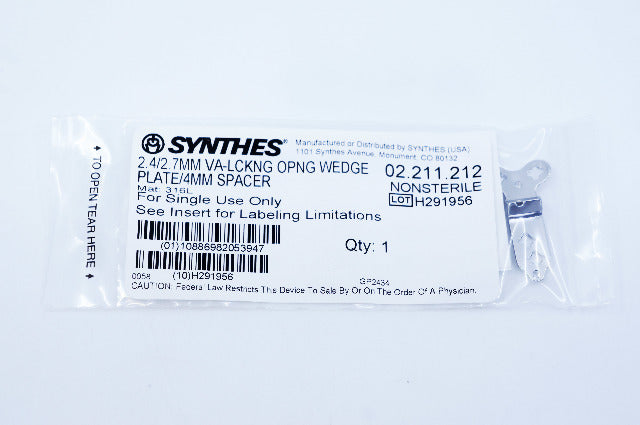 TO OPEN TEAR HERE
SYNTHES®
Manufactured or Distributed by SYNTHES (USA)
1101 Synthes Avenue, Monument, CO 80132
2.4/2.7MM VA-LCKNG OPNG WEDGE
PLATE/4MM SPACER
02.211.212
NONSTERILE
LOT H291956
Mat: 316L
For Single Use Only
See Insert for Labeling Limitations
(01)10886982053947
Qty: 1
0058
(10)H291956
GP2434
CAUTION: Federal Law Restricts This Device To Sale By Or On The Order Of A Physician.